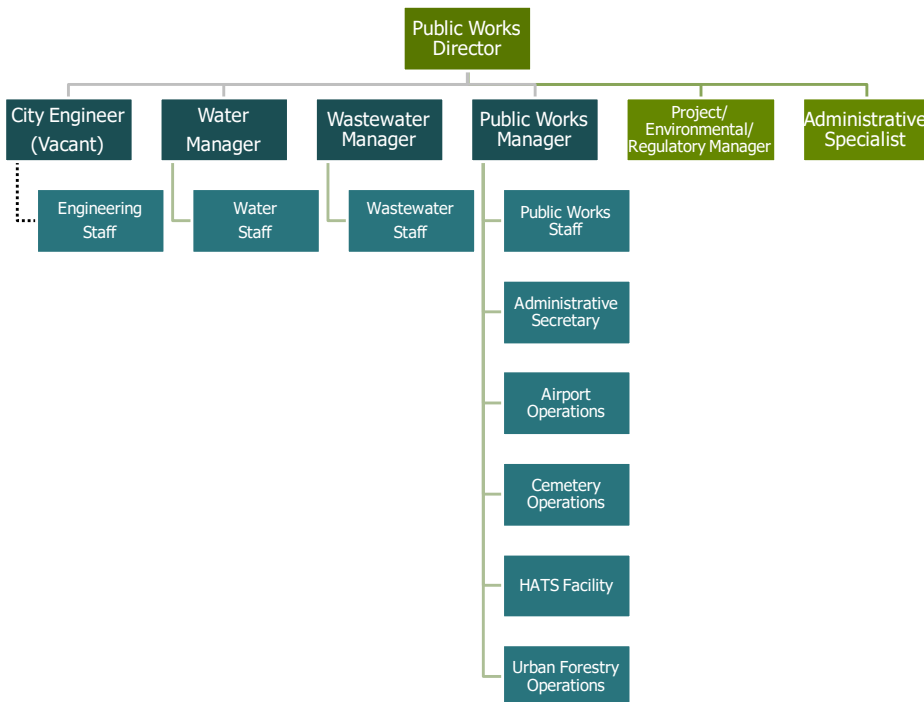 Public Works
Director
City Engineer
(Vacant)
Water
Manager
Wastewater
Manager
Public Works
Manager
Project/
Environmental/
Regulatory Manager
Administrative
Specialist
Engineering
Staff
Water
Staff
Wastewater
Staff
Public Works
Staff
Administrative
Secretary
Airport
Operations
Cemetery
Operations
HATS Facility
Urban Forestry
Operations